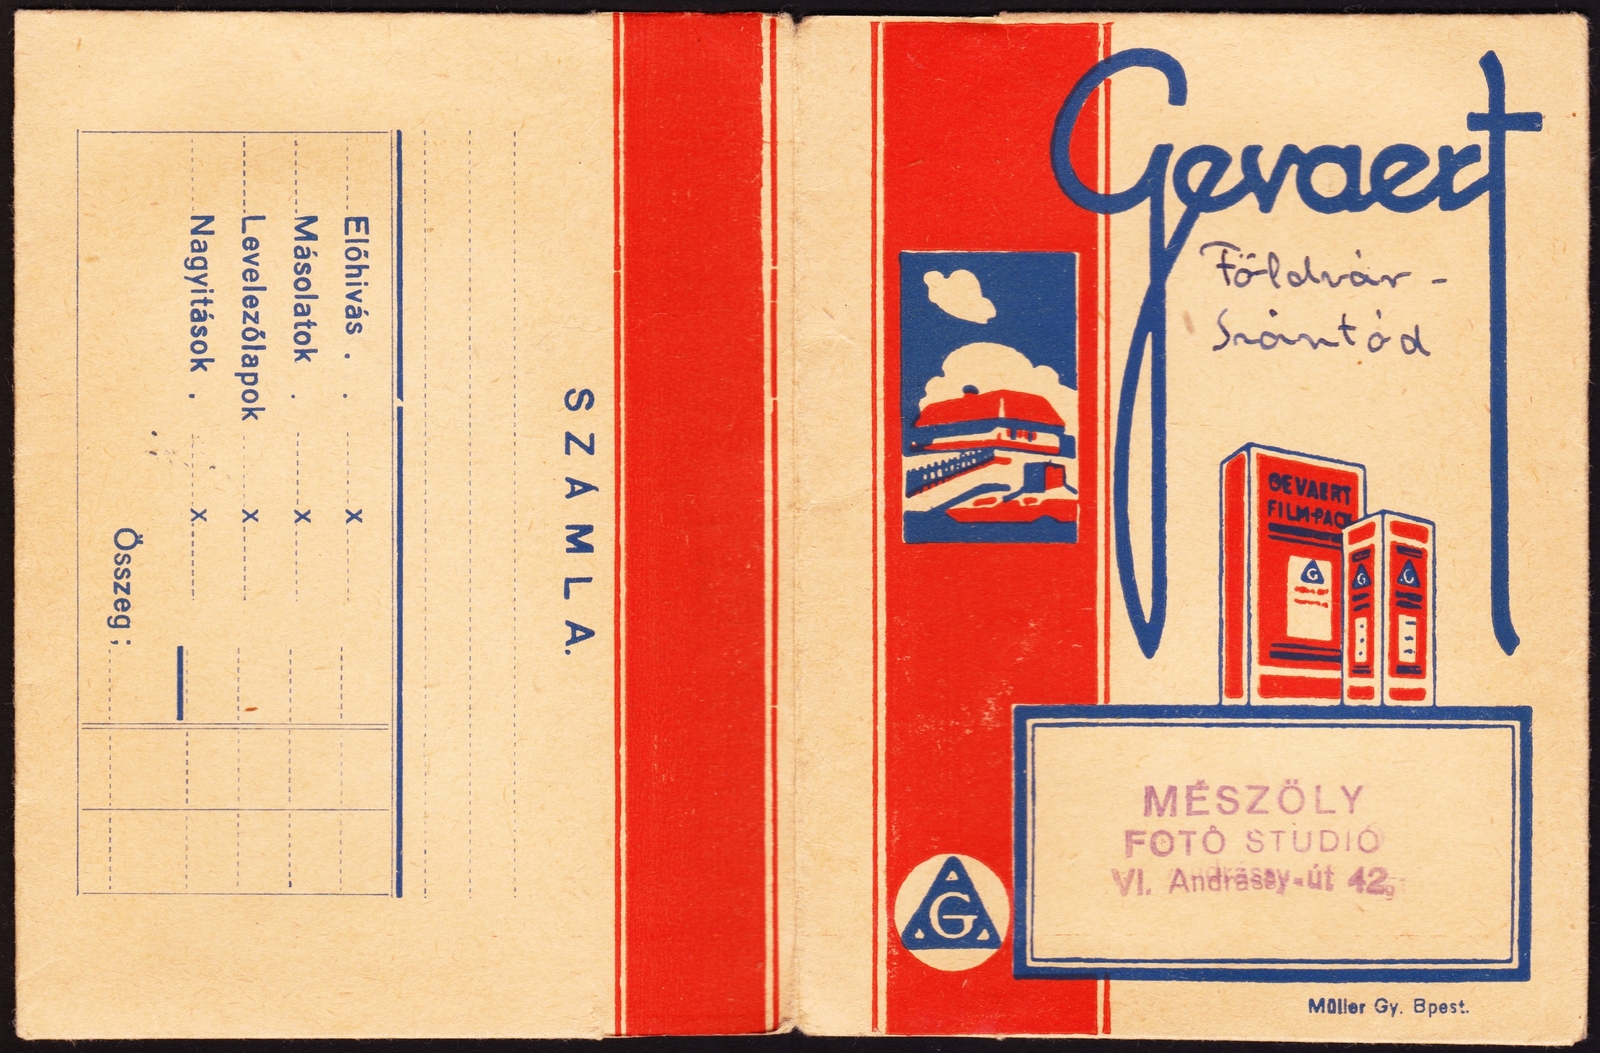 SZÁMLA.
Előhivás . . x
Másolatok . x
Levelezőlapok x
Nagyitások . x
Összeg ;
Gevaert
Földvár -
Szántód
GEVAERT
FILM-PACK
G
G
G
MÉSZÖLY
FOTÓ STUDIÓ
VI. Andrássy-út 42
G
Müller Gy. Bpest.